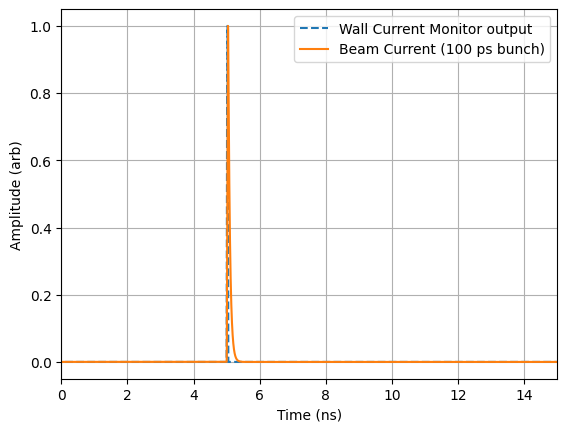 Wall Current Monitor output
Beam Current (100 ps bunch)
1.0
0.8
0.6
0.4
0.2
0.0
Amplitude (arb)
0 2 4 6 8 10 12 14
Time (ns)